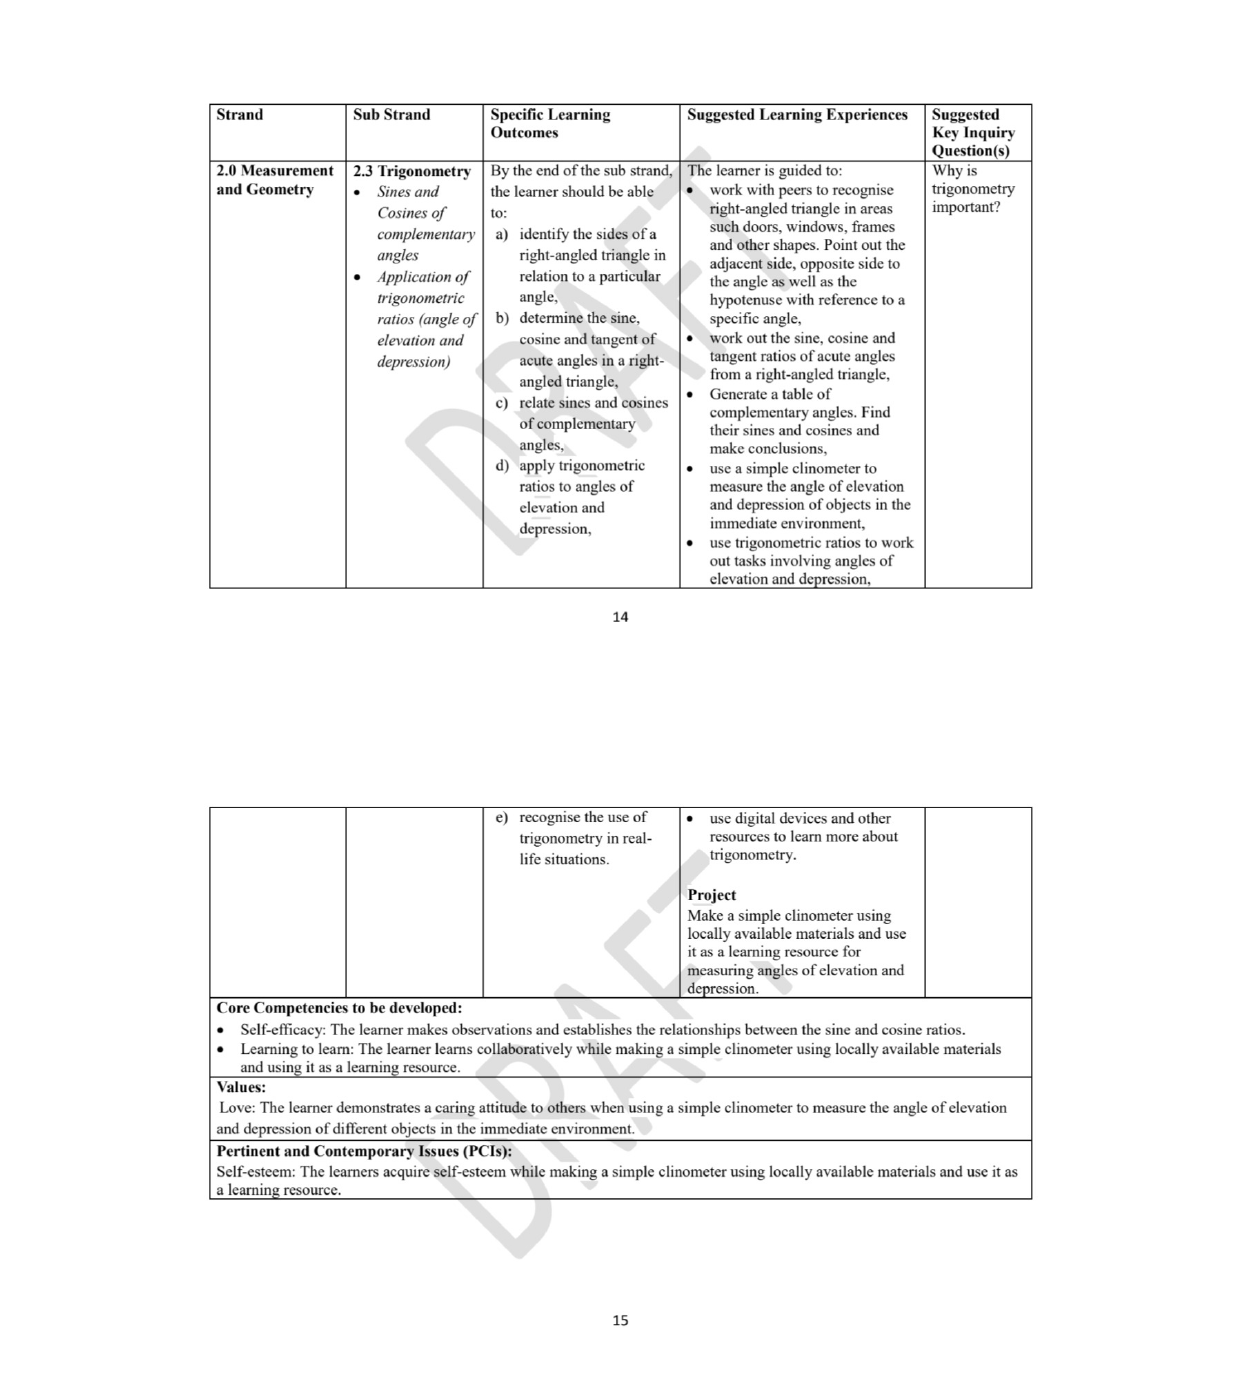 Strand
Sub Strand
Specific Learning
Outcomes
Suggested Learning Experiences
Suggested
Key Inquiry
Question(s)
2.0 Measurement
and Geometry
2.3 Trigonometry
• Sines and
Cosines of
complementary
angles
• Application of
trigonometric
ratios (angle of
elevation and
depression)
By the end of the sub strand,
the learner should be able
to:
a) identify the sides of a
right-angled triangle in
relation to a particular
angle,
b) determine the sine,
cosine and tangent of
acute angles in a right-
angled triangle,
c) relate sines and cosines
of complementary
angles,
d) apply trigonometric
ratios to angles of
elevation and
depression,
The learner is guided to:
• work with peers to recognise
right-angled triangle in areas
such doors, windows, frames
and other shapes. Point out the
adjacent side, opposite side to
the angle as well as the
hypotenuse with reference to a
specific angle,
• work out the sine, cosine and
tangent ratios of acute angles
from a right-angled triangle,
• Generate a table of
complementary angles. Find
their sines and cosines and
make conclusions,
• use a simple clinometer to
measure the angle of elevation
and depression of objects in the
immediate environment,
• use trigonometric ratios to work
out tasks involving angles of
elevation and depression,
Why is
trigonometry
important?
DRAFT
14
e) recognise the use of
trigonometry in real-
life situations.
• use digital devices and other
resources to learn more about
trigonometry.
Project
Make a simple clinometer using
locally available materials and use
it as a learning resource for
measuring angles of elevation and
depression.
Core Competencies to be developed:
• Self-efficacy: The learner makes observations and establishes the relationships between the sine and cosine ratios.
• Learning to learn: The learner learns collaboratively while making a simple clinometer using locally available materials
and using it as a learning resource.
Values:
Love: The learner demonstrates a caring attitude to others when using a simple clinometer to measure the angle of elevation
and depression of different objects in the immediate environment.
Pertinent and Contemporary Issues (PCIs):
Self-esteem: The learners acquire self-esteem while making a simple clinometer using locally available materials and use it as
a learning resource.
DRAFT
15